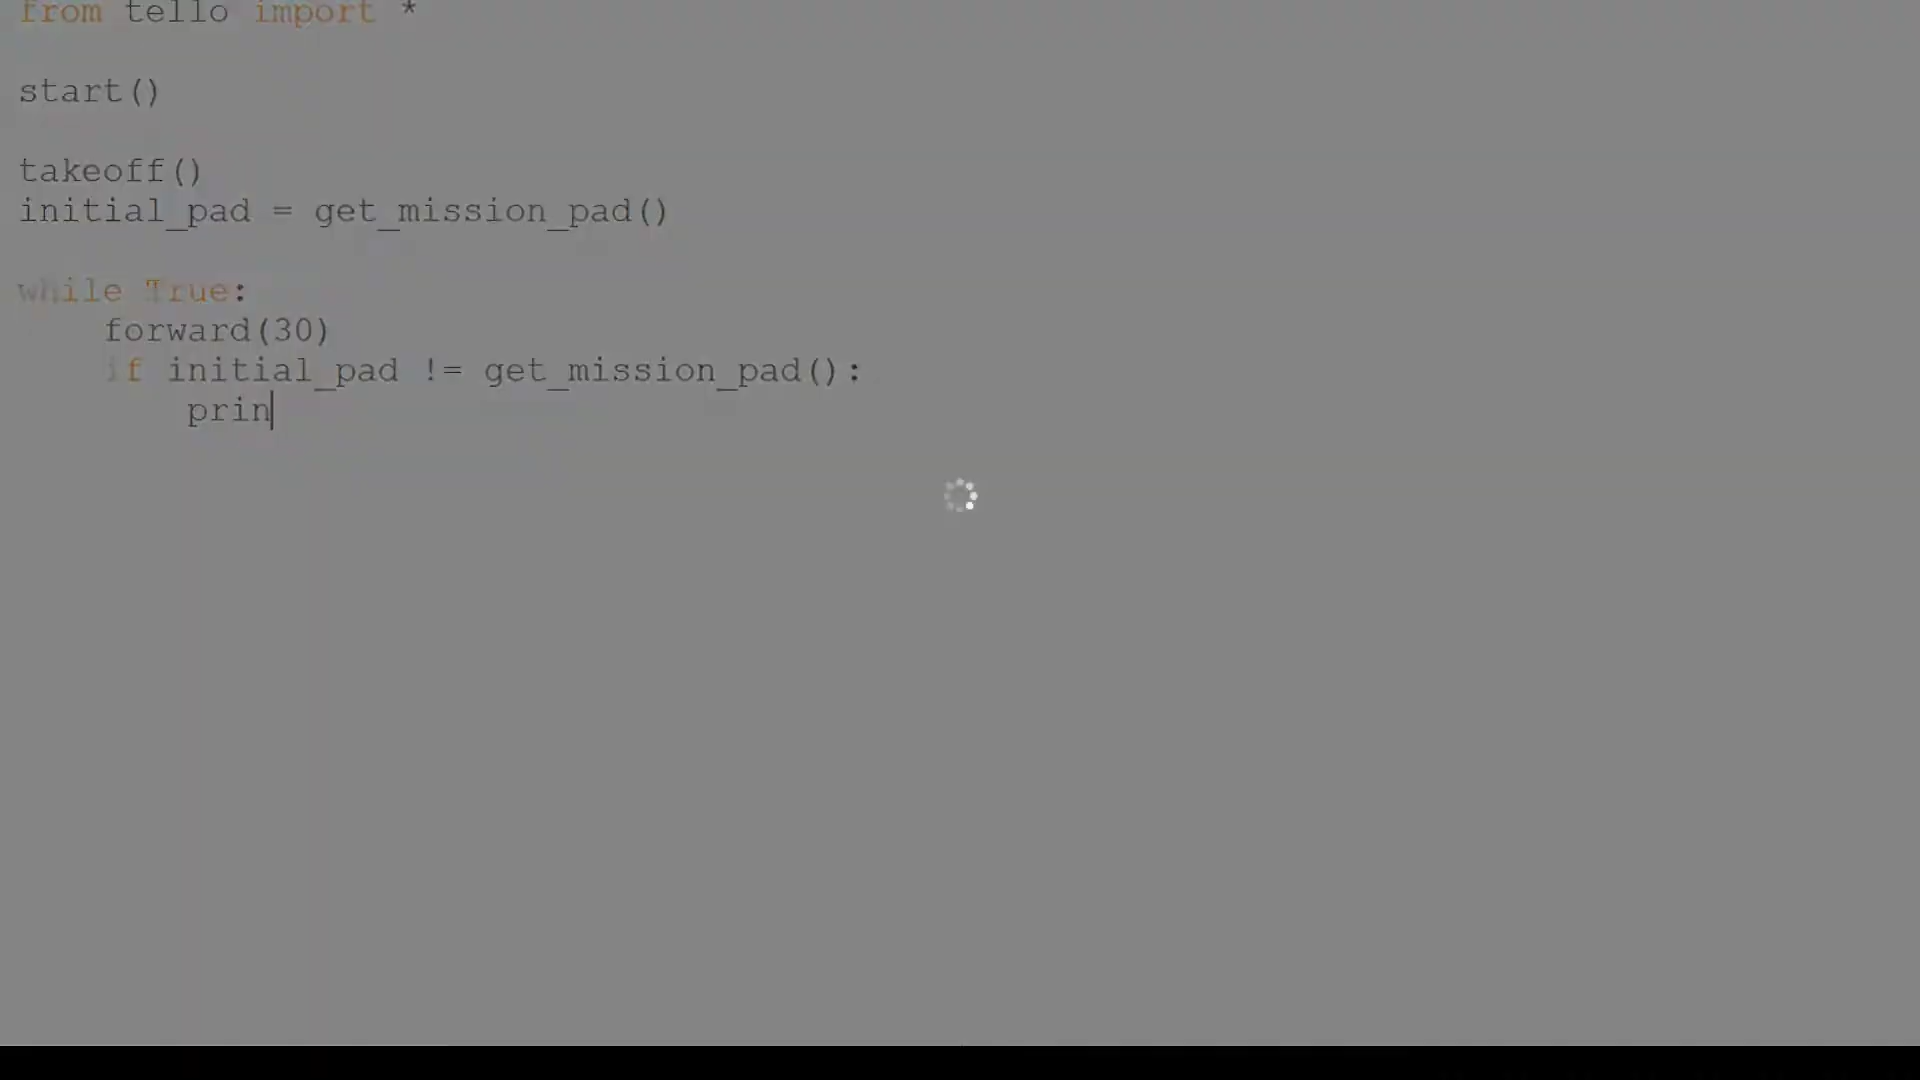 from tello import *
start()
takeoff()
initial_pad = get_mission_pad()
while True:
forward(30)
if initial_pad != get_mission_pad():
prin